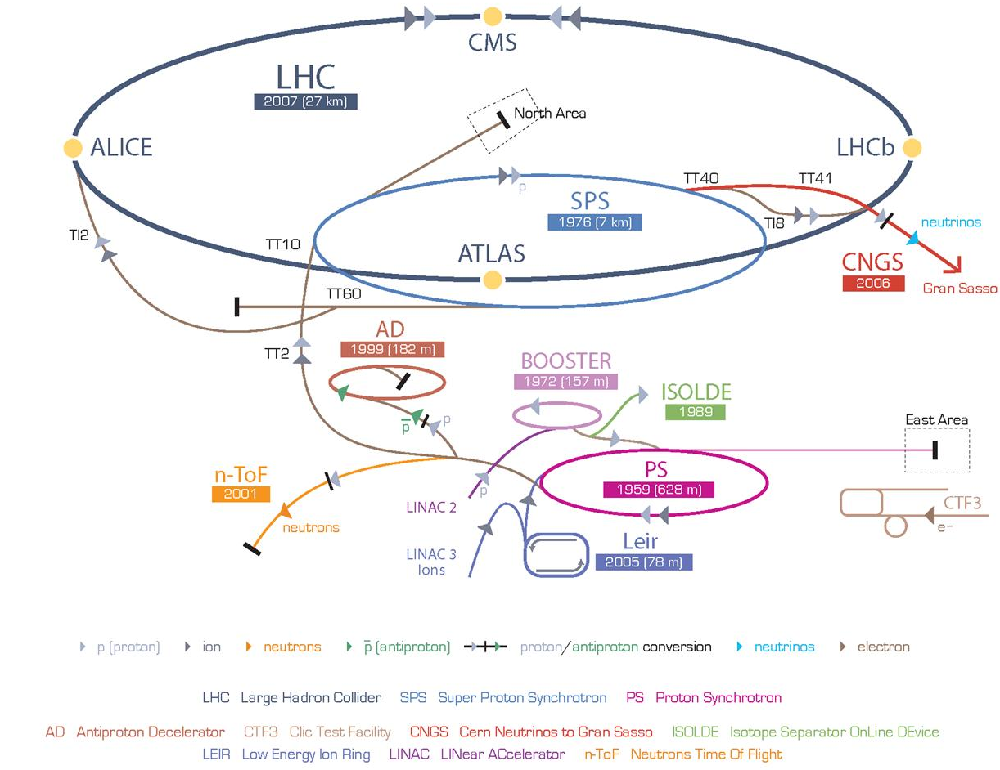 CMS
LHC
2007 (27 km)
North Area
ALICE
LHCb
TT40
TT41
p
SPS
1976 (7 km)
TI8
neutrinos
TI2
TT10
ATLAS
CNGS
2006
Gran Sasso
TT60
AD
1999 (182 m)
TT2
BOOSTER
1972 (157 m)
ISOLDE
1989
p̅
p
East Area
n-ToF
2001
PS
1959 (628 m)
p
LINAC 2
neutrons
CTF3
e–
LINAC 3
Ions
Leir
2005 (78 m)
p (proton) ion neutrons p̅ (antiproton) proton/antiproton conversion neutrinos electron
LHC Large Hadron Collider SPS Super Proton Synchrotron PS Proton Synchrotron
AD Antiproton Decelerator CTF3 Clic Test Facility CNGS Cern Neutrinos to Gran Sasso ISOLDE Isotope Separator OnLine DEvice
LEIR Low Energy Ion Ring LINAC LINear ACcelerator n-ToF Neutrons Time Of Flight